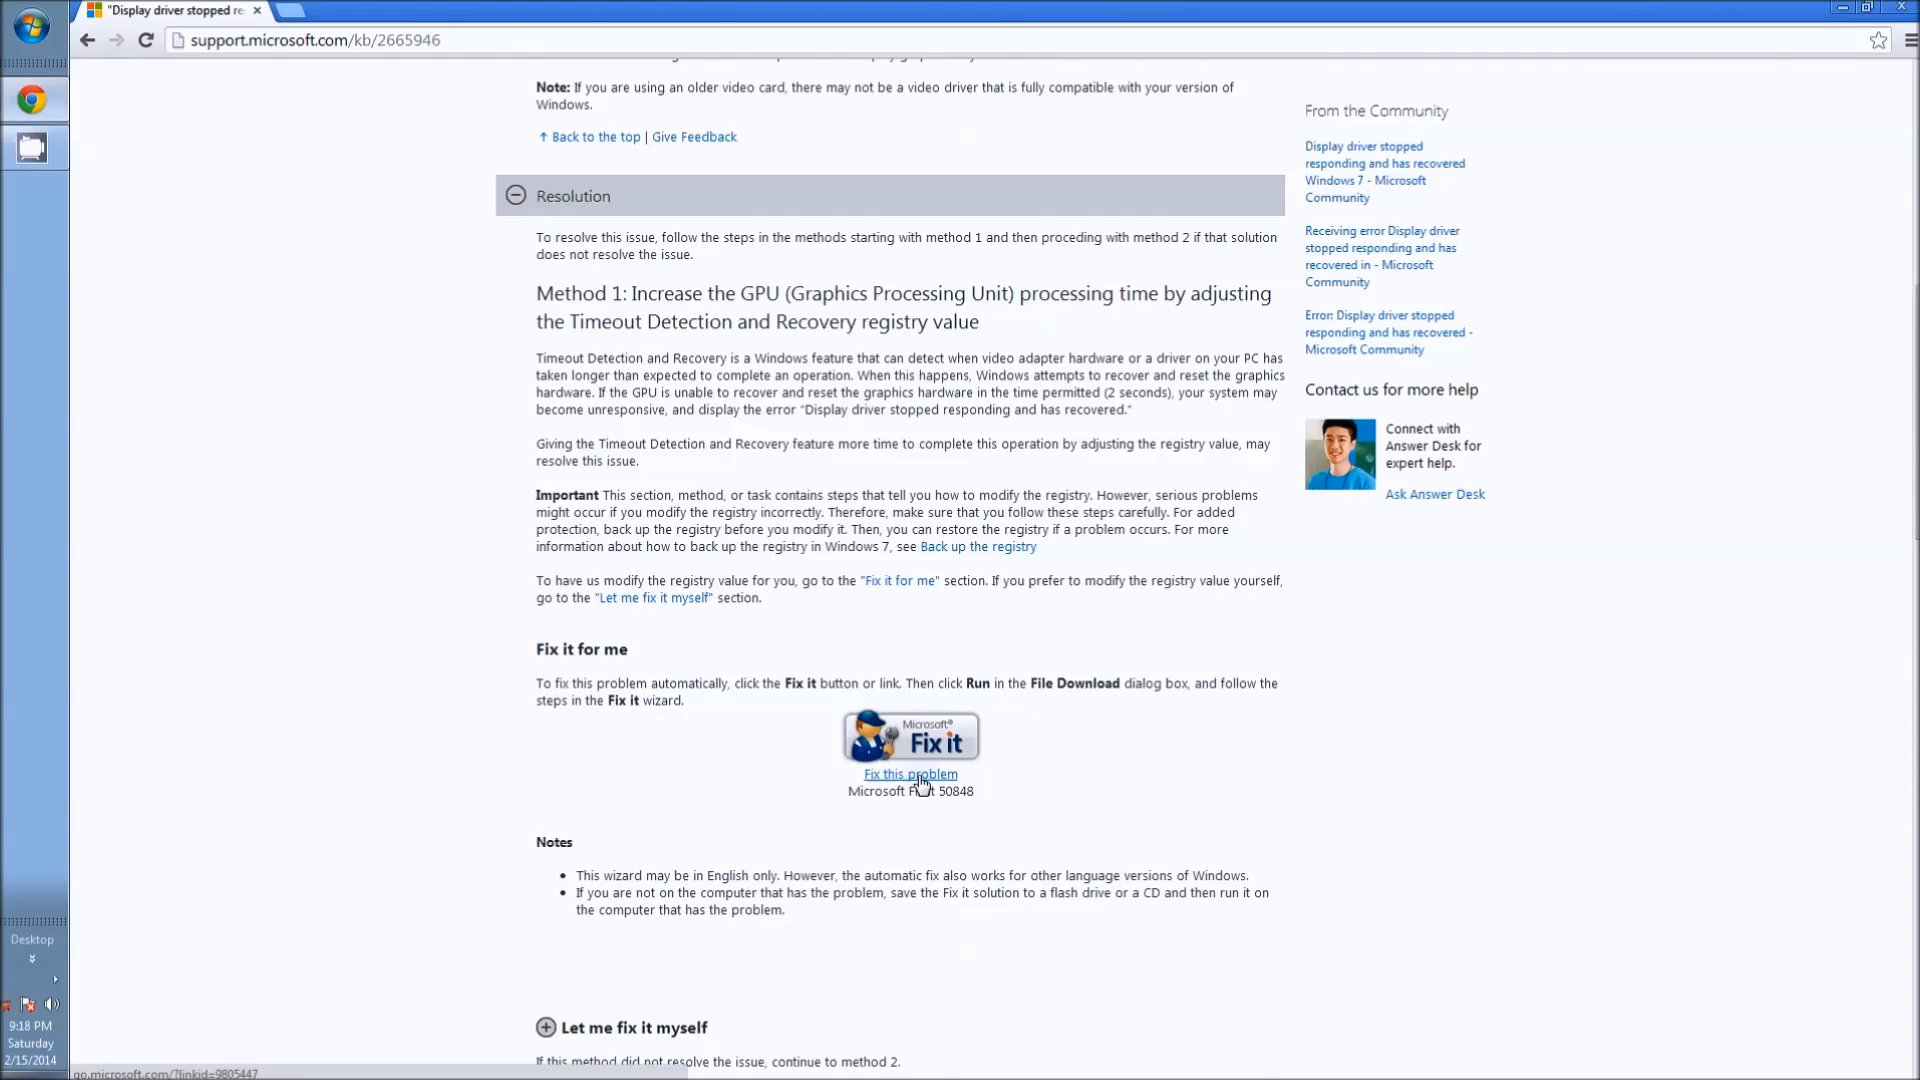 "Display driver stopped re
support.microsoft.com/kb/2665946
Note: If you are using an older video card, there may not be a video driver that is fully compatible with your version of
Windows.
Back to the top | Give Feedback
Resolution
To resolve this issue, follow the steps in the methods starting with method 1 and then proceding with method 2 if that solution
does not resolve the issue.
Method 1: Increase the GPU (Graphics Processing Unit) processing time by adjusting
the Timeout Detection and Recovery registry value
Timeout Detection and Recovery is a Windows feature that can detect when video adapter hardware or a driver on your PC has
taken longer than expected to complete an operation. When this happens, Windows attempts to recover and reset the graphics
hardware. If the GPU is unable to recover and reset the graphics hardware in the time permitted (2 seconds), your system may
become unresponsive, and display the error "Display driver stopped responding and has recovered."
Giving the Timeout Detection and Recovery feature more time to complete this operation by adjusting the registry value, may
resolve this issue.
Important This section, method, or task contains steps that tell you how to modify the registry. However, serious problems
might occur if you modify the registry incorrectly. Therefore, make sure that you follow these steps carefully. For added
protection, back up the registry before you modify it. Then, you can restore the registry if a problem occurs. For more
information about how to back up the registry in Windows 7, see Back up the registry
To have us modify the registry value for you, go to the "Fix it for me" section. If you prefer to modify the registry value yourself,
go to the "Let me fix it myself" section.
Fix it for me
To fix this problem automatically, click the Fix it button or link. Then click Run in the File Download dialog box, and follow the
steps in the Fix it wizard.
Microsoft®
Fix it
Fix this problem
Microsoft 50848
Notes
This wizard may be in English only. However, the automatic fix also works for other language versions of Windows.
If you are not on the computer that has the problem, save the Fix it solution to a flash drive or a CD and then run it on
the computer that has the problem.
Let me fix it myself
If this method did not resolve the issue, continue to method 2.
From the Community
Display driver stopped
responding and has recovered
Windows 7 - Microsoft
Community
Receiving error Display driver
stopped responding and has
recovered in - Microsoft
Community
Error: Display driver stopped
responding and has recovered -
Microsoft Community
Contact us for more help
Connect with
Answer Desk for
expert help.
Ask Answer Desk
Desktop
9:18 PM
Saturday
2/15/2014
go.microsoft.com/?linkid=9805447